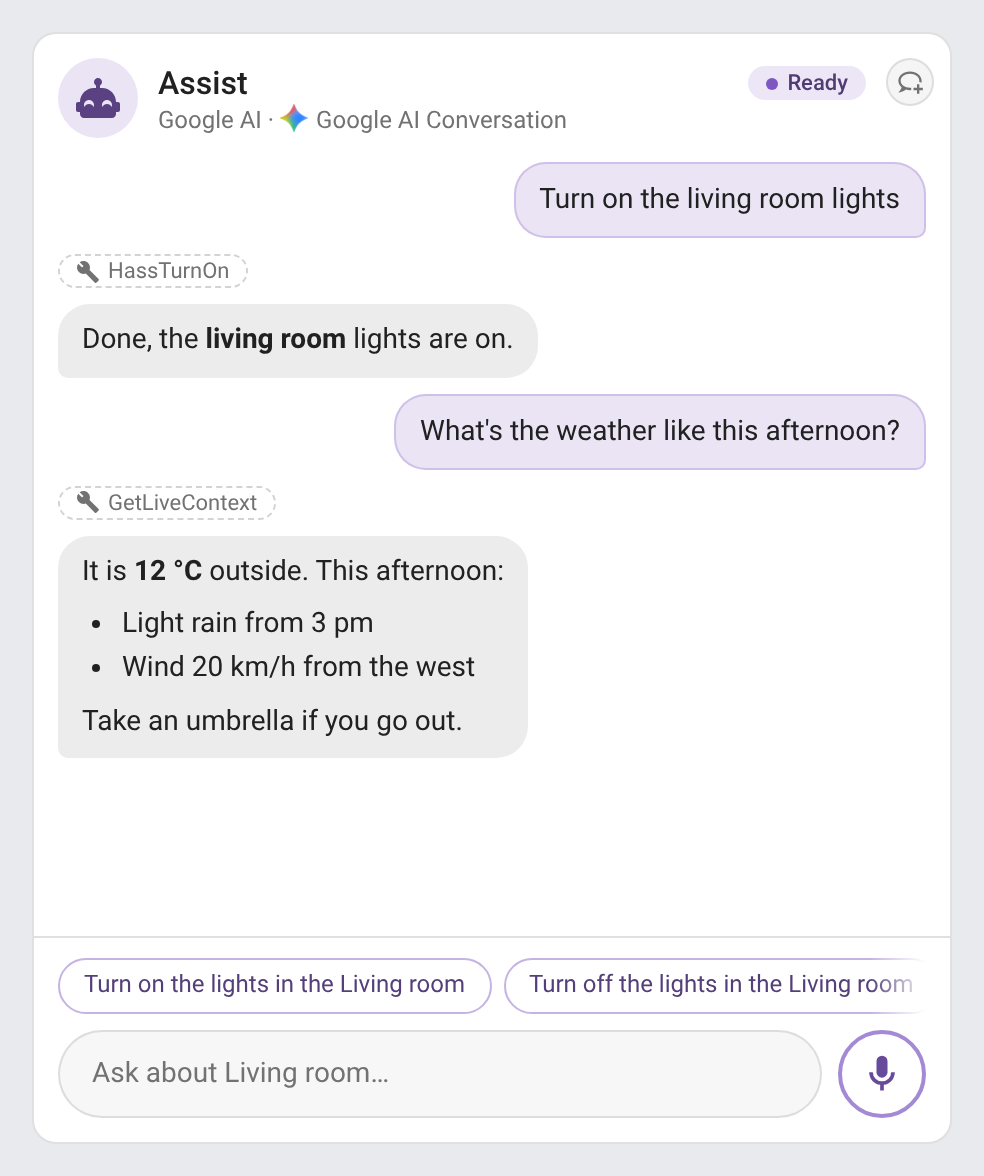 Assist
Ready
Google AI · Google AI Conversation
Turn on the living room lights
HassTurnOn
Done, the living room lights are on.
What's the weather like this afternoon?
GetLiveContext
It is 12 °C outside. This afternoon:
• Light rain from 3 pm
• Wind 20 km/h from the west
Take an umbrella if you go out.
Turn on the lights in the Living room
Turn off the lights in the Living room
Ask about Living room…